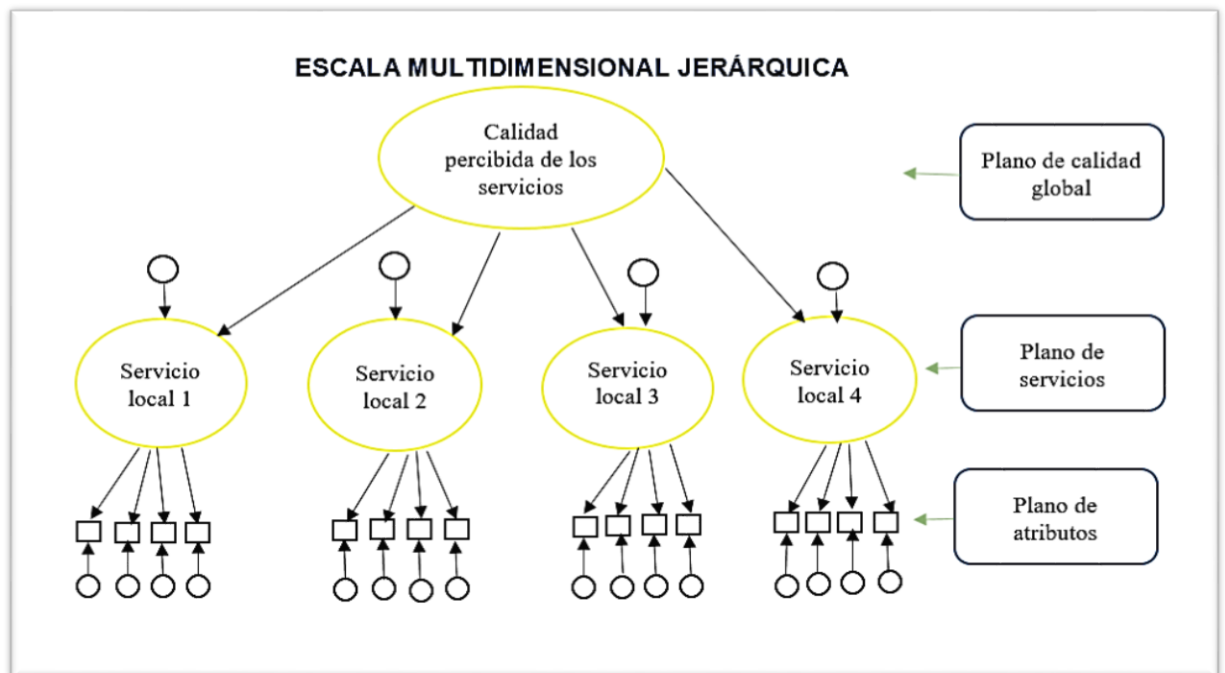 ESCALA MULTIDIMENSIONAL JERÁRQUICA
Calidad
percibida de los
servicios
Plano de calidad
global
Servicio
local 1
Servicio
local 2
Servicio
local 3
Servicio
local 4
Plano de
servicios
Plano de
atributos